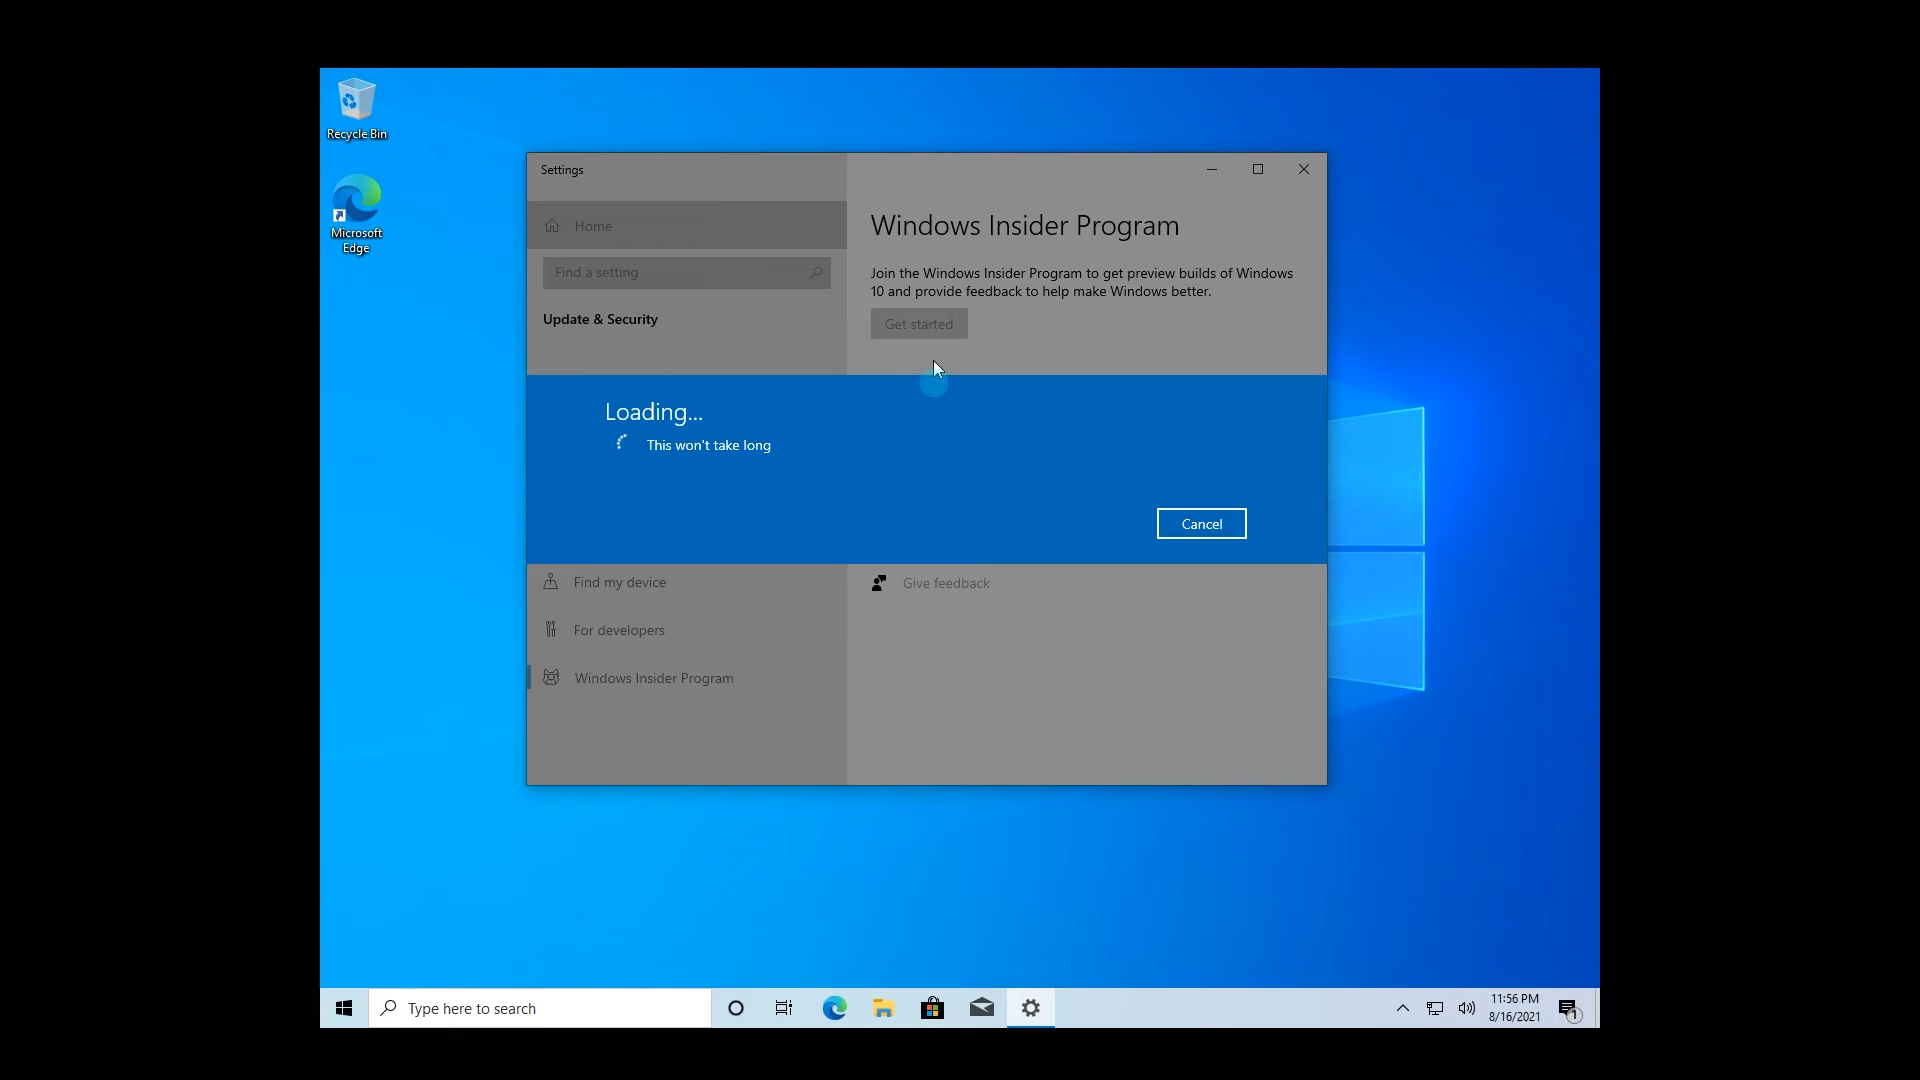 Recycle Bin
Microsoft
Edge
Settings
Home
Find a setting
Update & Security
Windows Insider Program
Join the Windows Insider Program to get preview builds of Windows
10 and provide feedback to help make Windows better.
Get started
Loading...
This won't take long
Cancel
Find my device
For developers
Windows Insider Program
Give feedback
Type here to search
11:56 PM
8/16/2021
1